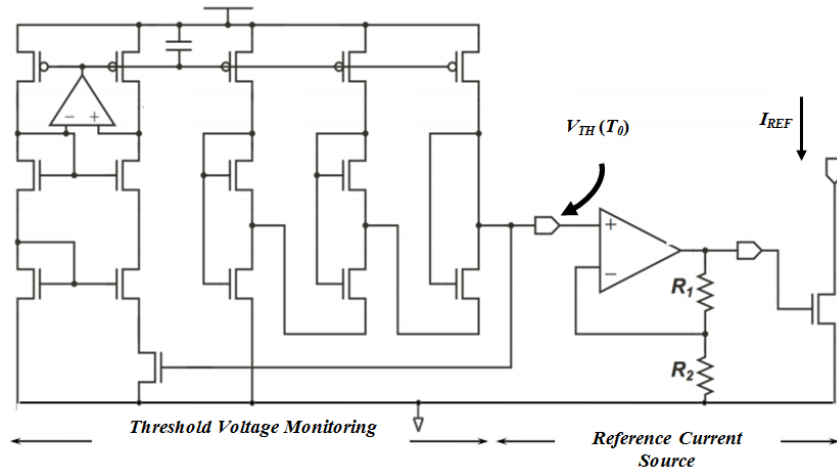 V_TH (T_0)
I_REF
+
−
− +
R_1
R_2
Threshold Voltage Monitoring
Reference Current
Source